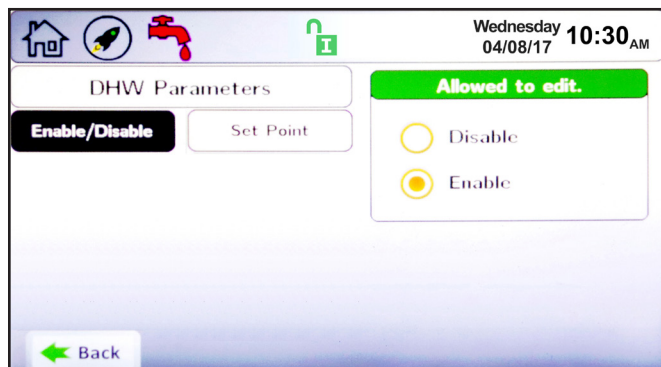 Wednesday
04/08/17 10:30AM
I
DHW Parameters
Allowed to edit.
Enable/Disable
Set Point
Disable
Enable
Back